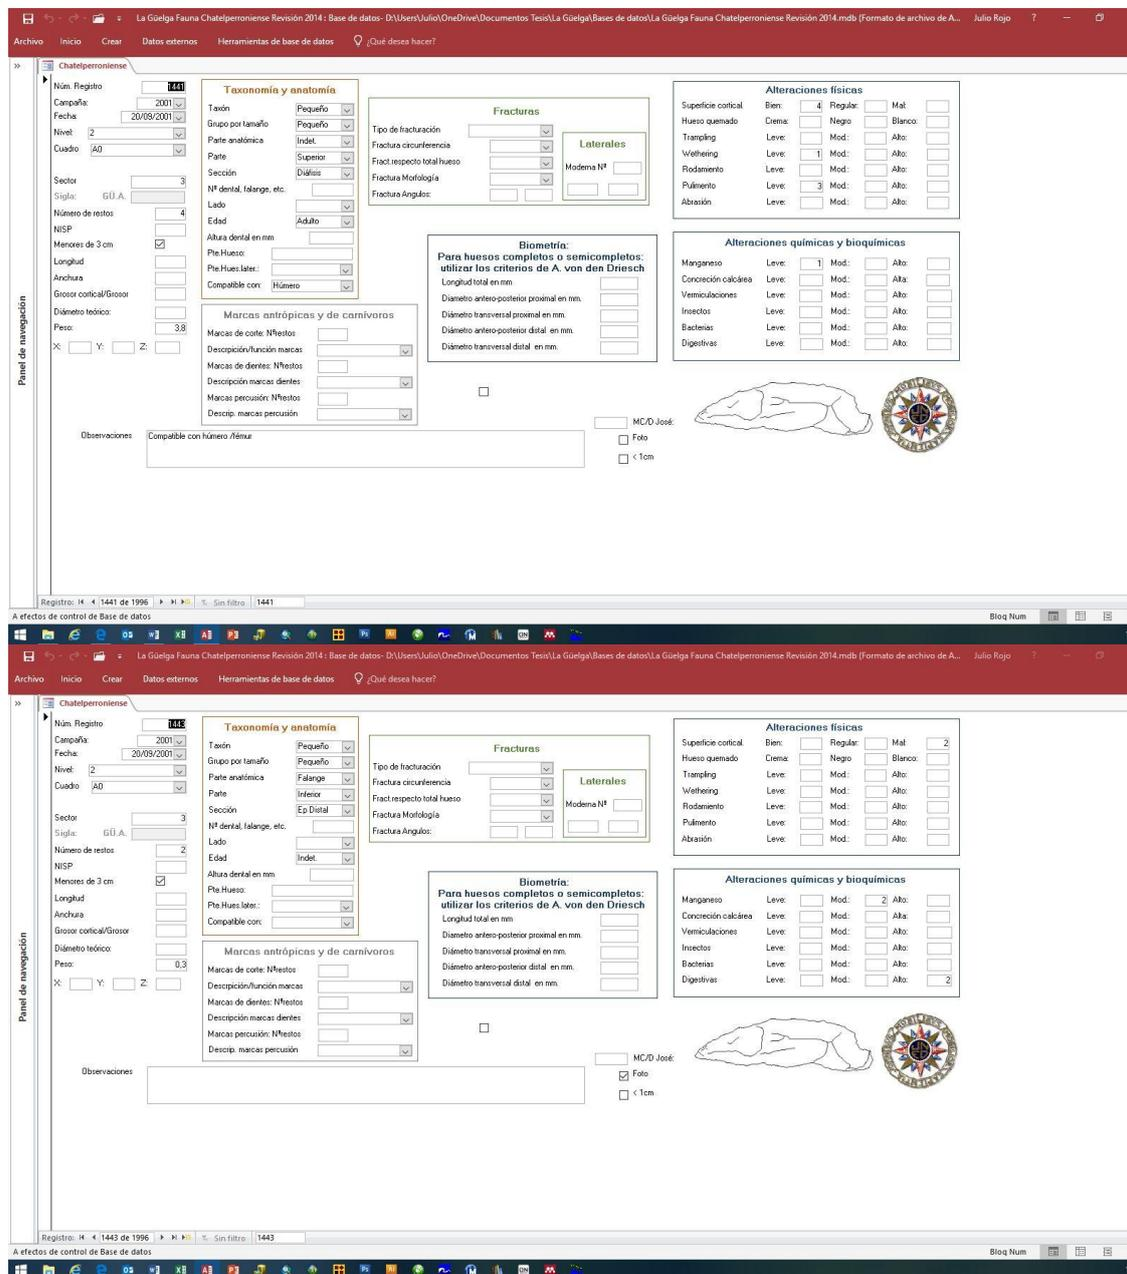 La Güelga Fauna Chatelperroniense Revisión 2014 : Base de datos- D:\Users\Julio\OneDrive\Documentos Tesis\La Güelga\Bases de datos\La Güelga Fauna Chatelperroniense Revisión 2014.mdb (Formato de archivo de A... Julio Rojo ?
Archivo Inicio Crear Datos externos Herramientas de base de datos ¿Qué desea hacer?
Chatelperroniense
Panel de navegación
Núm. Registro 1441
Campaña: 2001
Fecha: 20/09/2001
Nivel: 2
Cuadro A0
Sector 3
Sigla: GÜ.A.
Número de restos 4
NISP
Menores de 3 cm
Longitud
Anchura
Grosor cortical/Grosor
Diámetro teórico:
Peso: 3,8
X: Y: Z:
Taxonomía y anatomía
Taxón Pequeño
Grupo por tamaño Pequeño
Parte anatómica Indet.
Parte Superior
Sección Diáfisis
Nª dental, falange, etc.
Lado
Edad Adulto
Altura dental en mm
Pte.Hueso:
Pte.Hues.later.:
Compatible con: Húmero
Marcas antrópicas y de carnívoros
Marcas de corte: Nªrestos
Descripición/función marcas
Marcas de dientes: Nªrestos
Descripción marcas dientes
Marcas percusión: Nªrestos
Descrip. marcas percusión
Fracturas
Tipo de fracturación
Fractura circunferencia
Fract.respecto total hueso
Fractura Morfología
Fractura Angulos:
Laterales
Moderna Nª
Biometría:
Para huesos completos o semicompletos:
utilizar los criterios de A. von den Driesch
Longitud total en mm
Diametro antero-posterior proximal en mm.
Diámetro transversal proximal en mm.
Diámetro antero-posterior distal en mm.
Diámetro transversal distal en mm.
Alteraciones físicas
Superficie cortical Bien: 4 Regular: Mal:
Hueso quemado Crema: Negro Blanco:
Trampling Leve: Mod.: Alto:
Wethering Leve: 1 Mod.: Alto:
Rodamiento Leve: Mod.: Alto:
Pulimento Leve: 3 Mod.: Alto:
Abrasión Leve: Mod.: Alto:
Alteraciones químicas y bioquímicas
Manganeso Leve: 1 Mod.: Alto:
Concreción calcárea Leve: Mod.: Alta:
Vermiculaciones Leve: Mod.: Alto:
Insectos Leve: Mod.: Alto:
Bacterias Leve: Mod.: Alto:
Digestivas Leve: Mod.: Alto:
MC/D José:
Foto
< 1cm
Observaciones Compatible con húmero /fémur
Registro: 1441 de 1996 Sin filtro 1441
A efectos de control de Base de datos Bloq Num
La Güelga Fauna Chatelperroniense Revisión 2014 : Base de datos- D:\Users\Julio\OneDrive\Documentos Tesis\La Güelga\Bases de datos\La Güelga Fauna Chatelperroniense Revisión 2014.mdb (Formato de archivo de A... Julio Rojo ?
Archivo Inicio Crear Datos externos Herramientas de base de datos ¿Qué desea hacer?
Chatelperroniense
Panel de navegación
Núm. Registro 1443
Campaña: 2001
Fecha: 20/09/2001
Nivel: 2
Cuadro A0
Sector 3
Sigla: GÜ.A.
Número de restos 2
NISP
Menores de 3 cm
Longitud
Anchura
Grosor cortical/Grosor
Diámetro teórico:
Peso: 0,3
X: Y: Z:
Taxonomía y anatomía
Taxón Pequeño
Grupo por tamaño Pequeño
Parte anatómica Falange
Parte Inferior
Sección Ep Distal
Nª dental, falange, etc.
Lado
Edad Indet.
Altura dental en mm
Pte.Hueso:
Pte.Hues.later.:
Compatible con:
Marcas antrópicas y de carnívoros
Marcas de corte: Nªrestos
Descripición/función marcas
Marcas de dientes: Nªrestos
Descripción marcas dientes
Marcas percusión: Nªrestos
Descrip. marcas percusión
Fracturas
Tipo de fracturación
Fractura circunferencia
Fract.respecto total hueso
Fractura Morfología
Fractura Angulos:
Laterales
Moderna Nª
Biometría:
Para huesos completos o semicompletos:
utilizar los criterios de A. von den Driesch
Longitud total en mm
Diametro antero-posterior proximal en mm.
Diámetro transversal proximal en mm.
Diámetro antero-posterior distal en mm.
Diámetro transversal distal en mm.
Alteraciones físicas
Superficie cortical Bien: Regular: Mal: 2
Hueso quemado Crema: Negro Blanco:
Trampling Leve: Mod.: Alto:
Wethering Leve: Mod.: Alto:
Rodamiento Leve: Mod.: Alto:
Pulimento Leve: Mod.: Alto:
Abrasión Leve: Mod.: Alto:
Alteraciones químicas y bioquímicas
Manganeso Leve: Mod.: 2 Alto:
Concreción calcárea Leve: Mod.: Alta:
Vermiculaciones Leve: Mod.: Alto:
Insectos Leve: Mod.: Alto:
Bacterias Leve: Mod.: Alto:
Digestivas Leve: Mod.: Alto: 2
MC/D José:
Foto
< 1cm
Observaciones
Registro: 1443 de 1996 Sin filtro 1443
A efectos de control de Base de datos Bloq Num